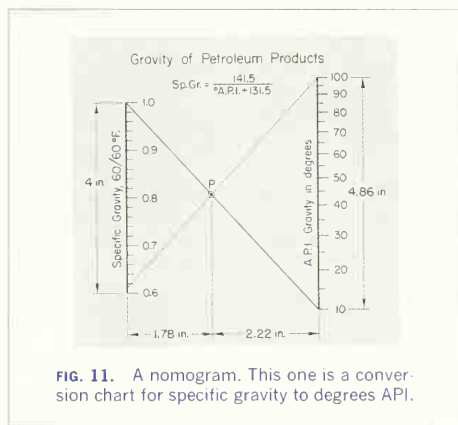 Gravity of Petroleum Products
Sp.Gr. = 141.5 / °A.P.I. + 131.5
1.0
0.9
0.8
0.7
0.6
Specific Gravity, 60/60°F.
4 in
P
100
90
80
70
60
50
40
30
20
10
A.P.I. Gravity in degrees
4.86 in
1.78 in.
2.22 in.
FIG. 11. A nomogram. This one is a conver-
sion chart for specific gravity to degrees API.